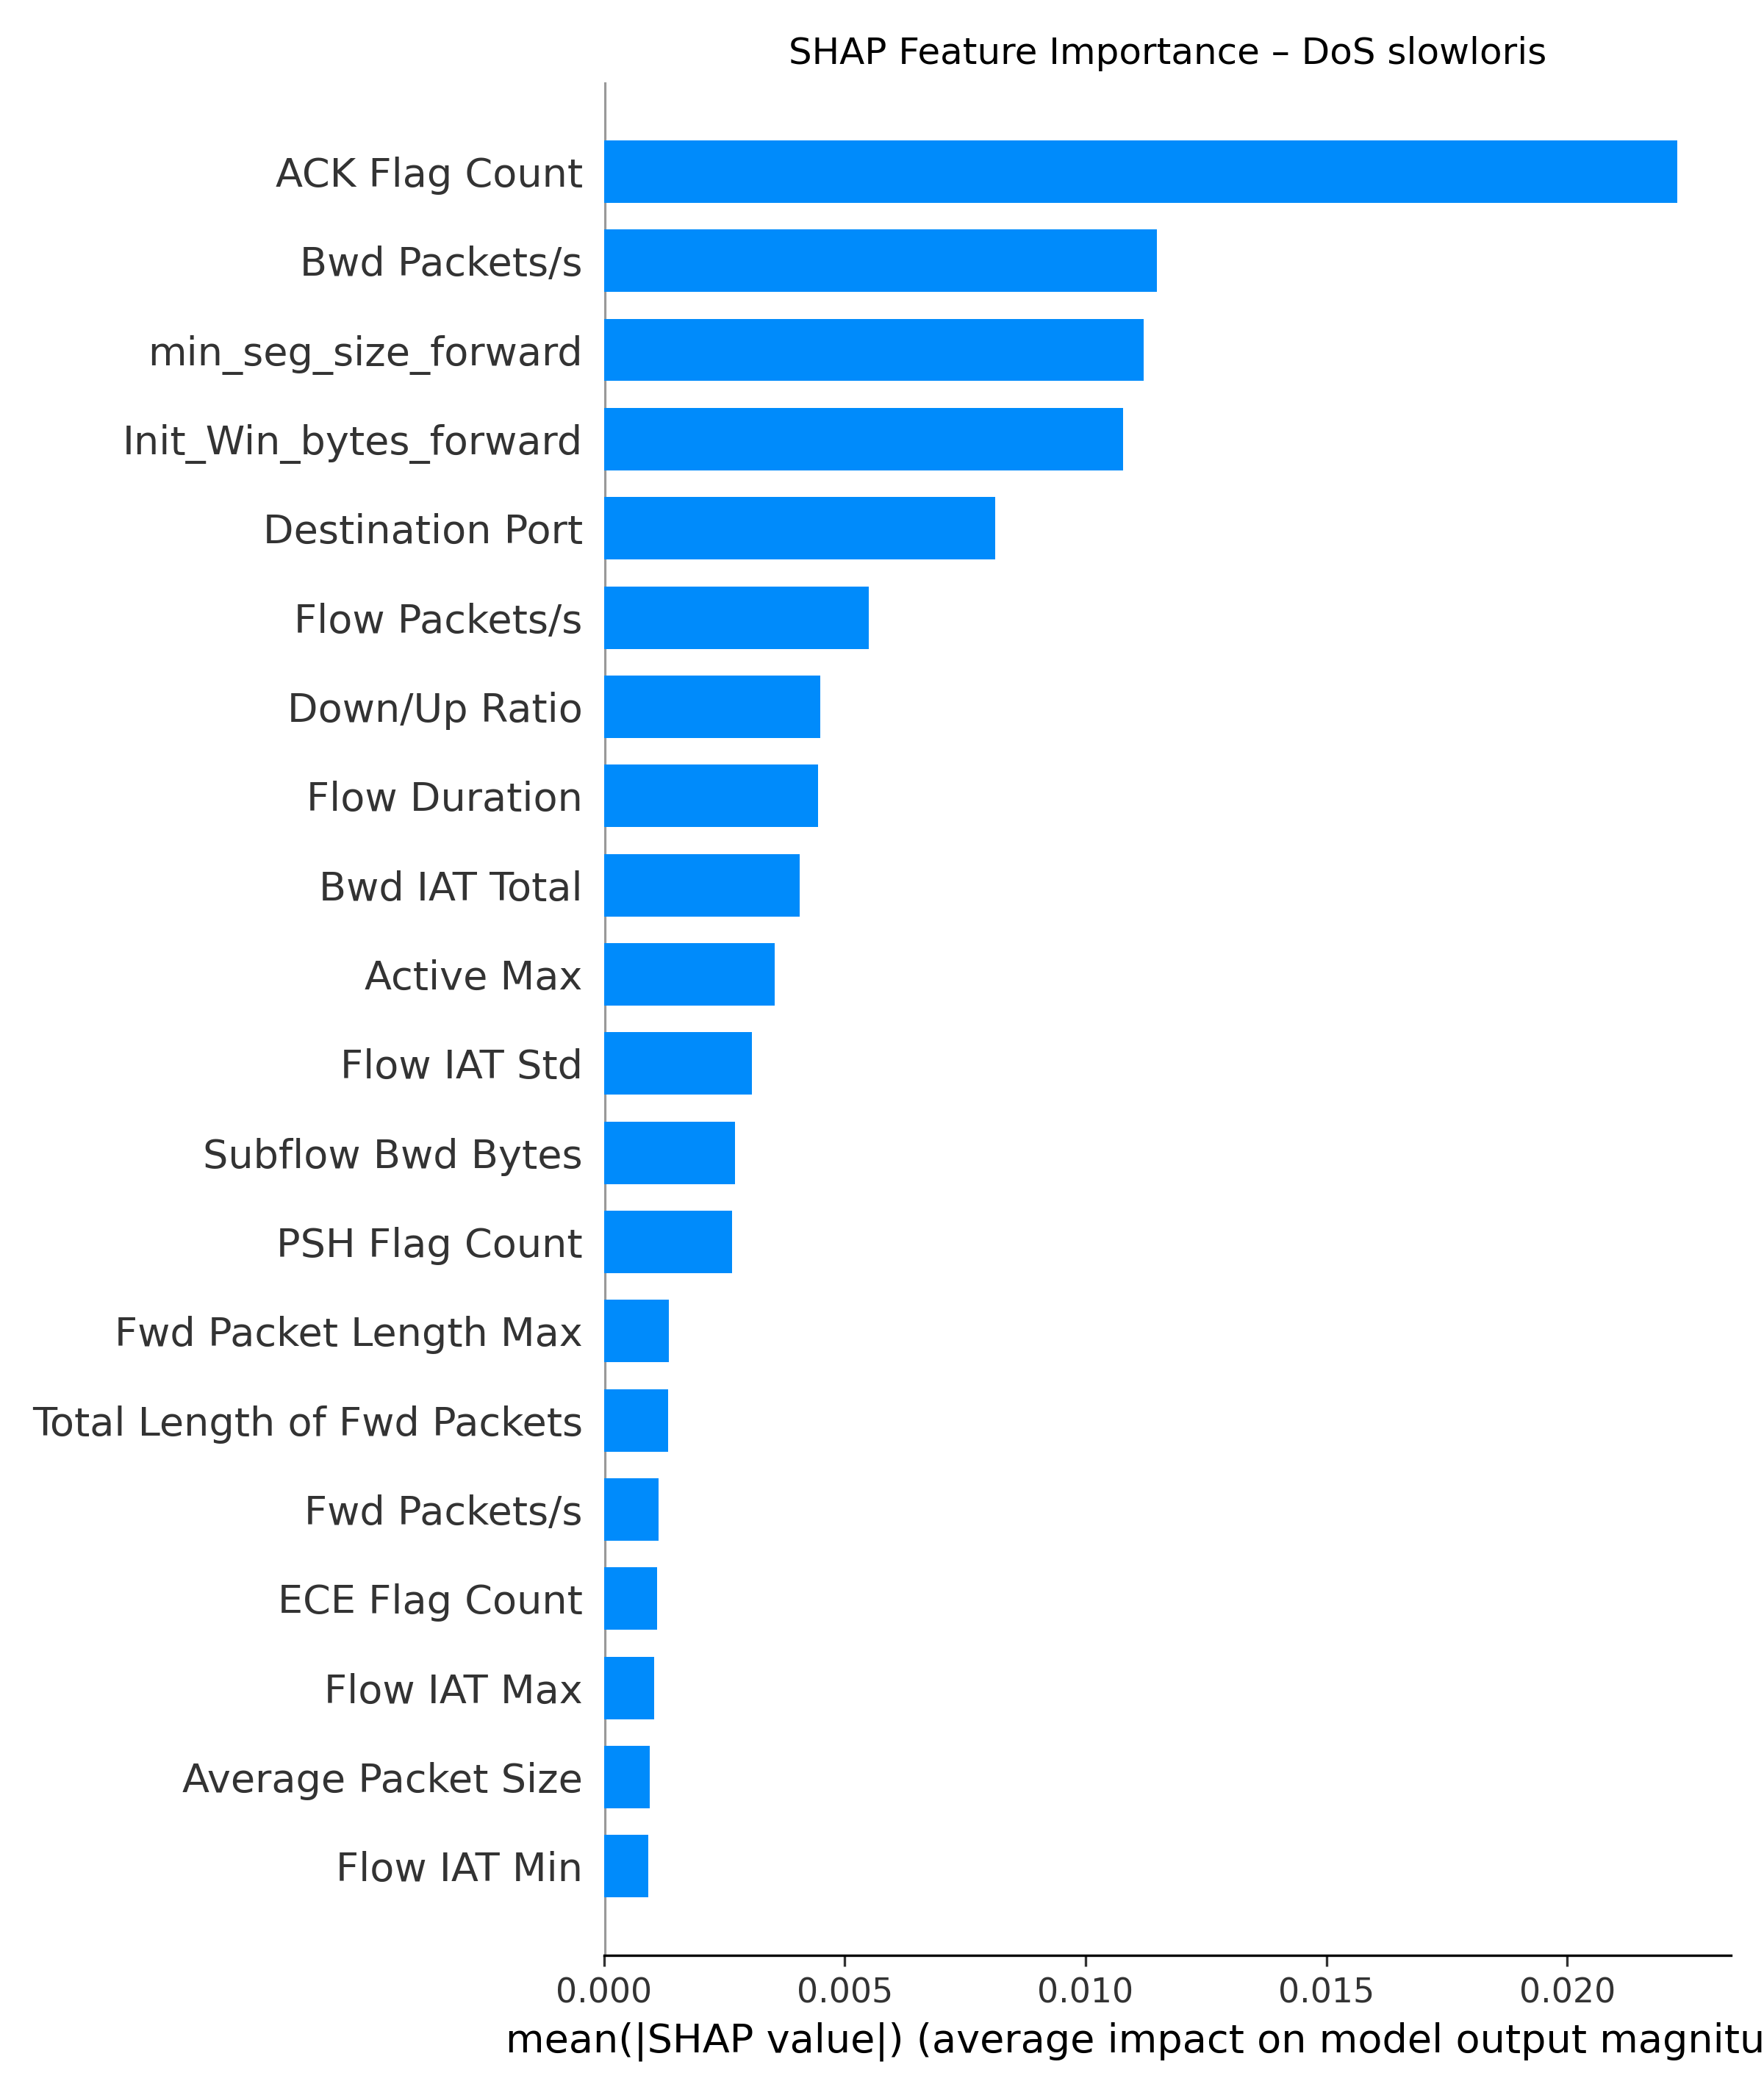 SHAP Feature Importance – DoS slowloris
ACK Flag Count
Bwd Packets/s
min_seg_size_forward
Init_Win_bytes_forward
Destination Port
Flow Packets/s
Down/Up Ratio
Flow Duration
Bwd IAT Total
Active Max
Flow IAT Std
Subflow Bwd Bytes
PSH Flag Count
Fwd Packet Length Max
Total Length of Fwd Packets
Fwd Packets/s
ECE Flag Count
Flow IAT Max
Average Packet Size
Flow IAT Min
0.000 0.005 0.010 0.015 0.020
mean(|SHAP value|) (average impact on model output magnitu